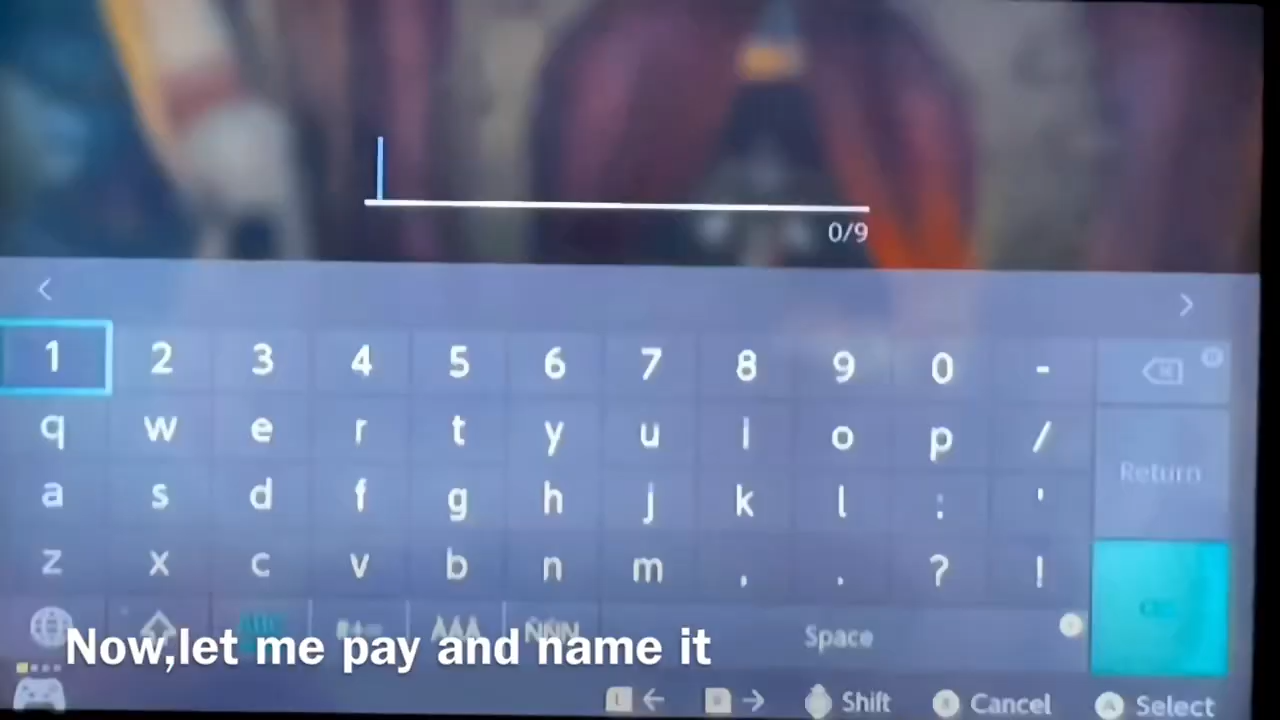 0/9
1 2 3 4 5 6 7 8 9 0 -
q w e r t y u i o p /
Return
a s d f g h j k l : '
z x c v b n m , . ? !
#+= ÑÑÑ Space
Now,let me pay and name it
L ← R → Shift X Cancel A Select